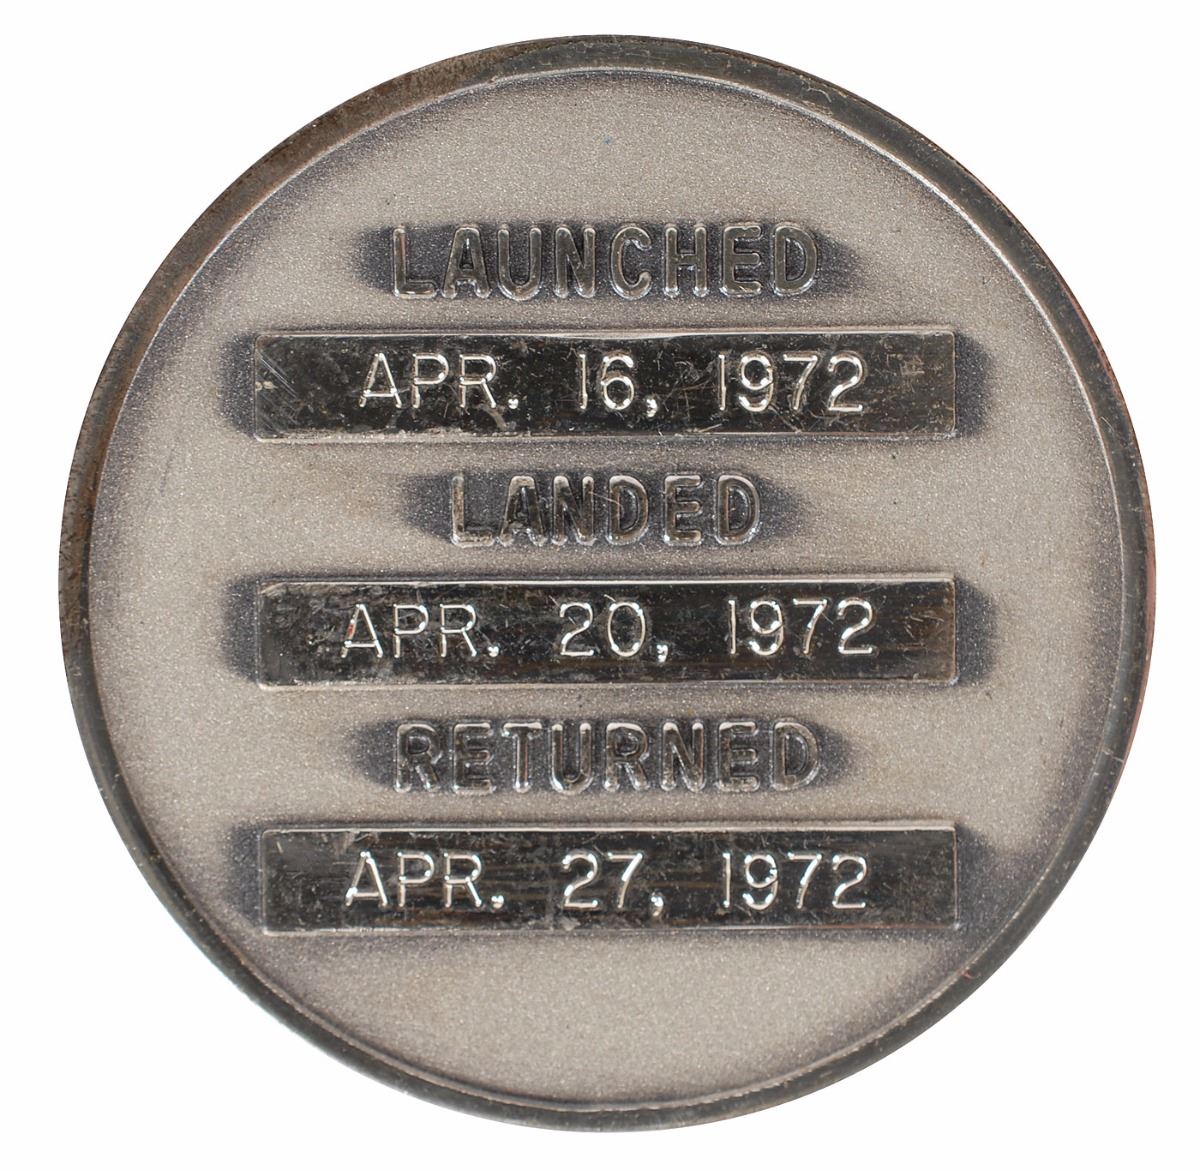 LAUNCHED
APR. 16, 1972
LANDED
APR. 20, 1972
RETURNED
APR. 27, 1972